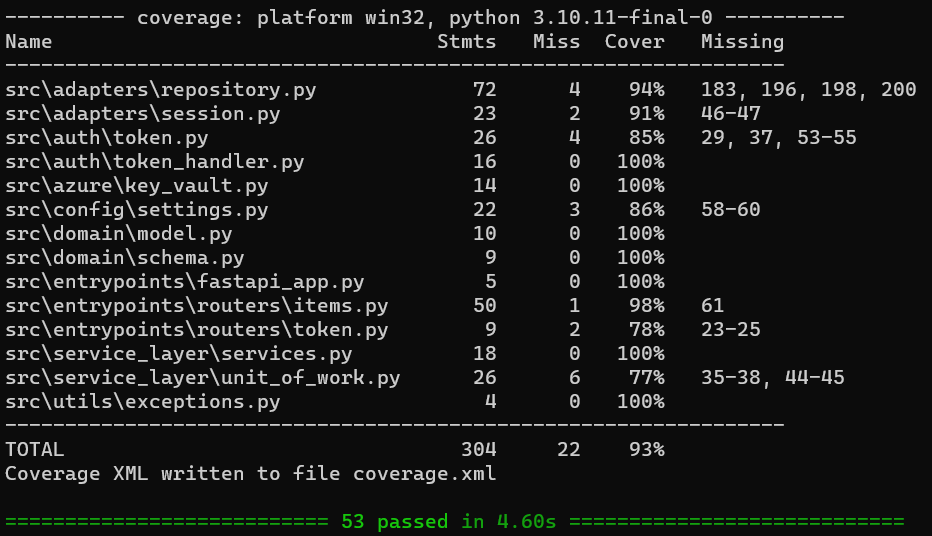 ---------- coverage: platform win32, python 3.10.11-final-0 ----------
Name                                    Stmts   Miss  Cover   Missing
-----------------------------------------------------------------
src\adapters\repository.py                 72      4    94%   183, 196, 198, 200
src\adapters\session.py                    23      2    91%   46-47
src\auth\token.py                          26      4    85%   29, 37, 53-55
src\auth\token_handler.py                  16      0   100%
src\azure\key_vault.py                     14      0   100%
src\config\settings.py                     22      3    86%   58-60
src\domain\model.py                        10      0   100%
src\domain\schema.py                        9      0   100%
src\entrypoints\fastapi_app.py              5      0   100%
src\entrypoints\routers\items.py           50      1    98%   61
src\entrypoints\routers\token.py            9      2    78%   23-25
src\service_layer\services.py              18      0   100%
src\service_layer\unit_of_work.py          26      6    77%   35-38, 44-45
src\utils\exceptions.py                     4      0   100%
-----------------------------------------------------------------
TOTAL                                     304     22    93%
Coverage XML written to file coverage.xml
=========================== 53 passed in 4.60s ============================